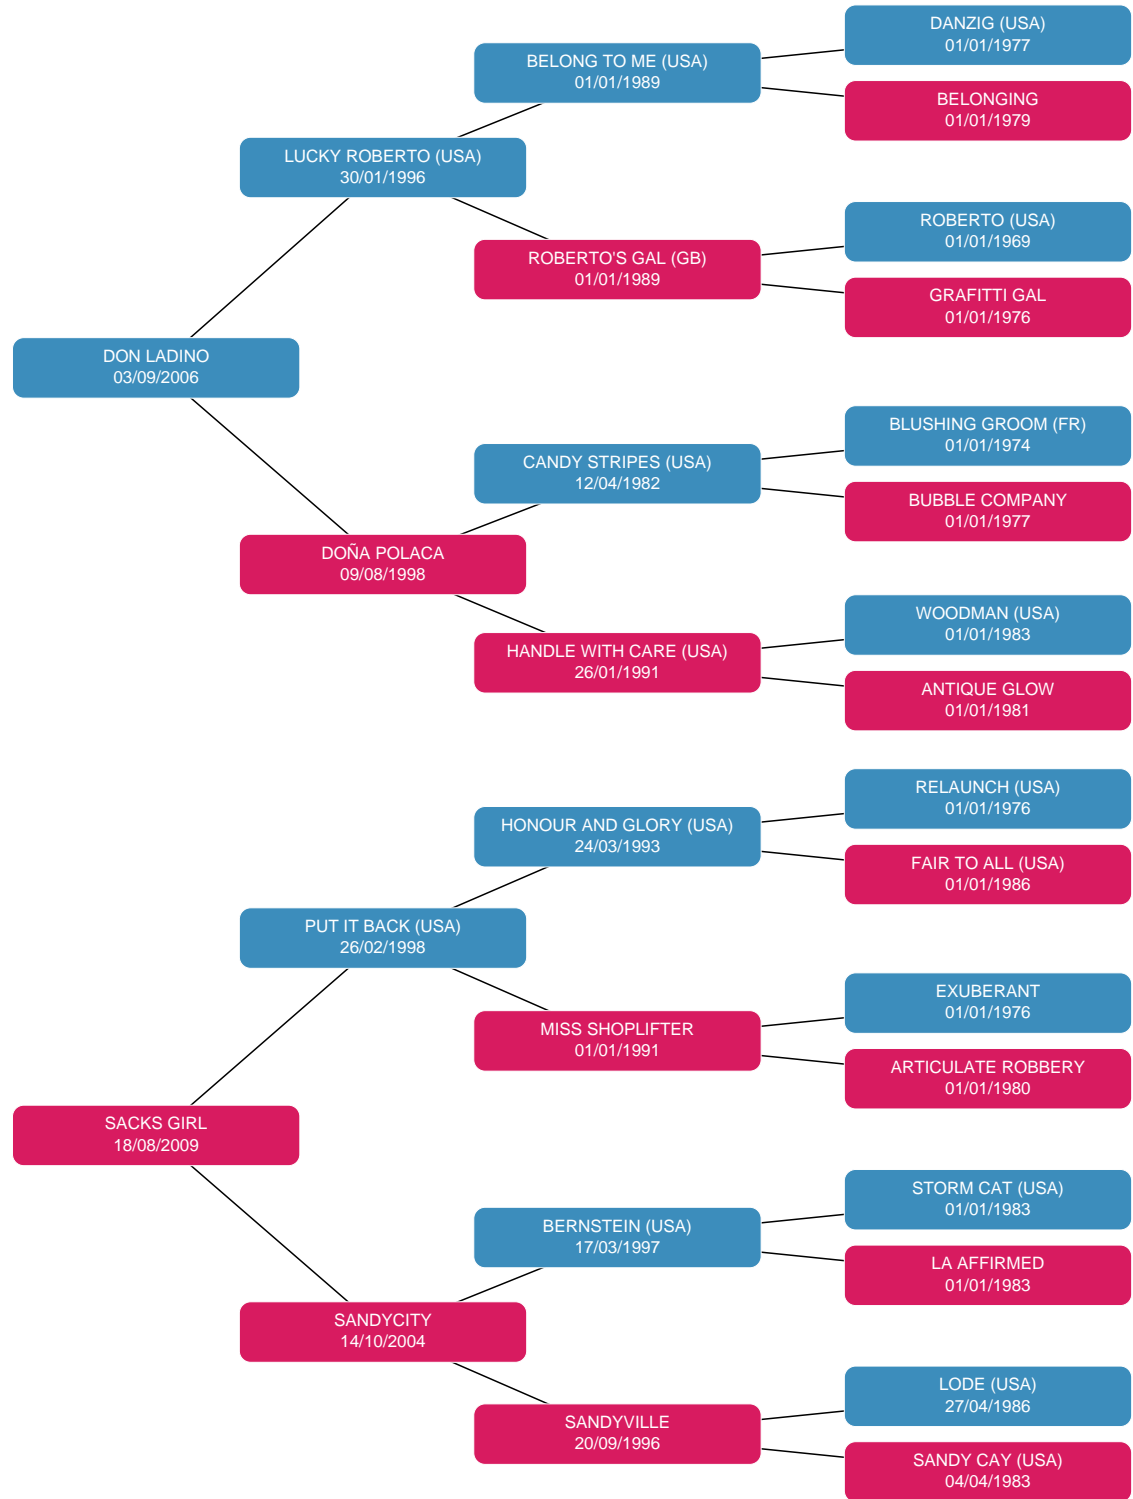 DANZIG (USA)
01/01/1977
BELONG TO ME (USA)
01/01/1989
BELONGING
01/01/1979
LUCKY ROBERTO (USA)
30/01/1996
ROBERTO (USA)
01/01/1969
ROBERTO'S GAL (GB)
01/01/1989
GRAFITTI GAL
01/01/1976
DON LADINO
03/09/2006
BLUSHING GROOM (FR)
01/01/1974
CANDY STRIPES (USA)
12/04/1982
BUBBLE COMPANY
01/01/1977
DOÑA POLACA
09/08/1998
WOODMAN (USA)
01/01/1983
HANDLE WITH CARE (USA)
26/01/1991
ANTIQUE GLOW
01/01/1981
RELAUNCH (USA)
01/01/1976
HONOUR AND GLORY (USA)
24/03/1993
FAIR TO ALL (USA)
01/01/1986
PUT IT BACK (USA)
26/02/1998
EXUBERANT
01/01/1976
MISS SHOPLIFTER
01/01/1991
ARTICULATE ROBBERY
01/01/1980
SACKS GIRL
18/08/2009
STORM CAT (USA)
01/01/1983
BERNSTEIN (USA)
17/03/1997
LA AFFIRMED
01/01/1983
SANDYCITY
14/10/2004
LODE (USA)
27/04/1986
SANDYVILLE
20/09/1996
SANDY CAY (USA)
04/04/1983